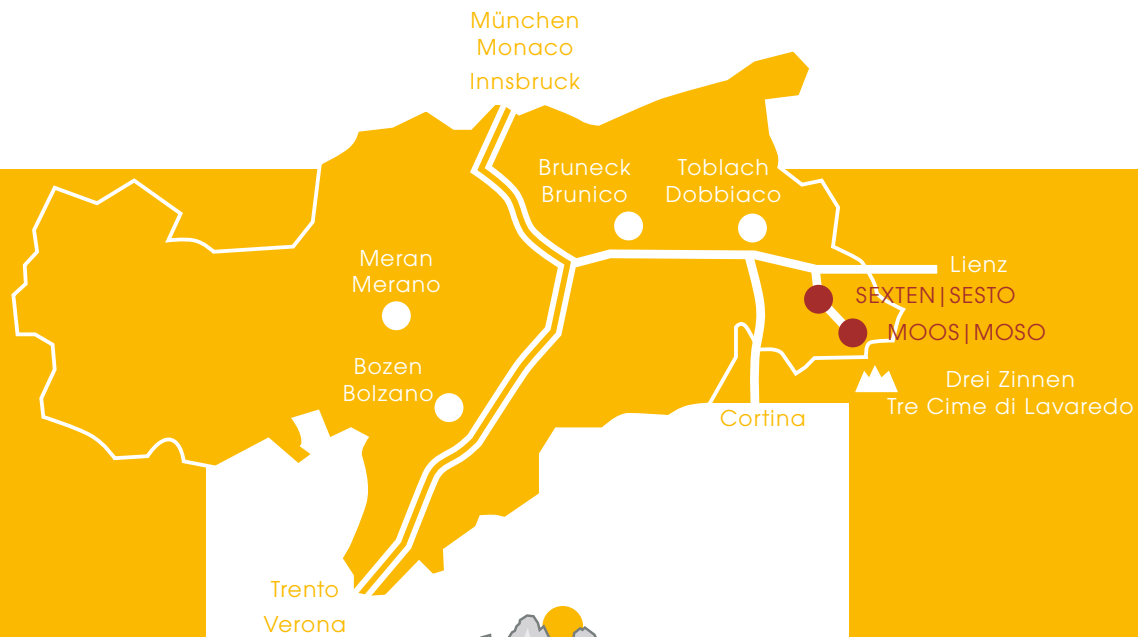 München
Monaco
Innsbruck
Bruneck
Brunico
Toblach
Dobbiaco
Meran
Merano
Lienz
SEXTEN|SESTO
MOOS|MOSO
Bozen
Bolzano
Drei Zinnen
Tre Cime di Lavaredo
Cortina
Trento
Verona